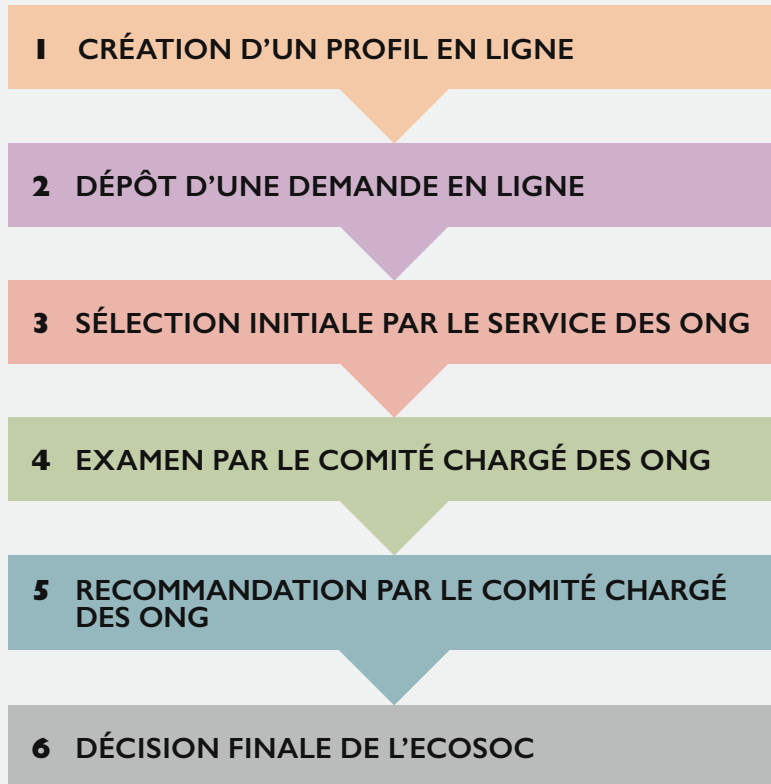 1 CRÉATION D’UN PROFIL EN LIGNE
2 DÉPÔT D’UNE DEMANDE EN LIGNE
3 SÉLECTION INITIALE PAR LE SERVICE DES ONG
4 EXAMEN PAR LE COMITÉ CHARGÉ DES ONG
5 RECOMMANDATION PAR LE COMITÉ CHARGÉ
DES ONG
6 DÉCISION FINALE DE L’ECOSOC